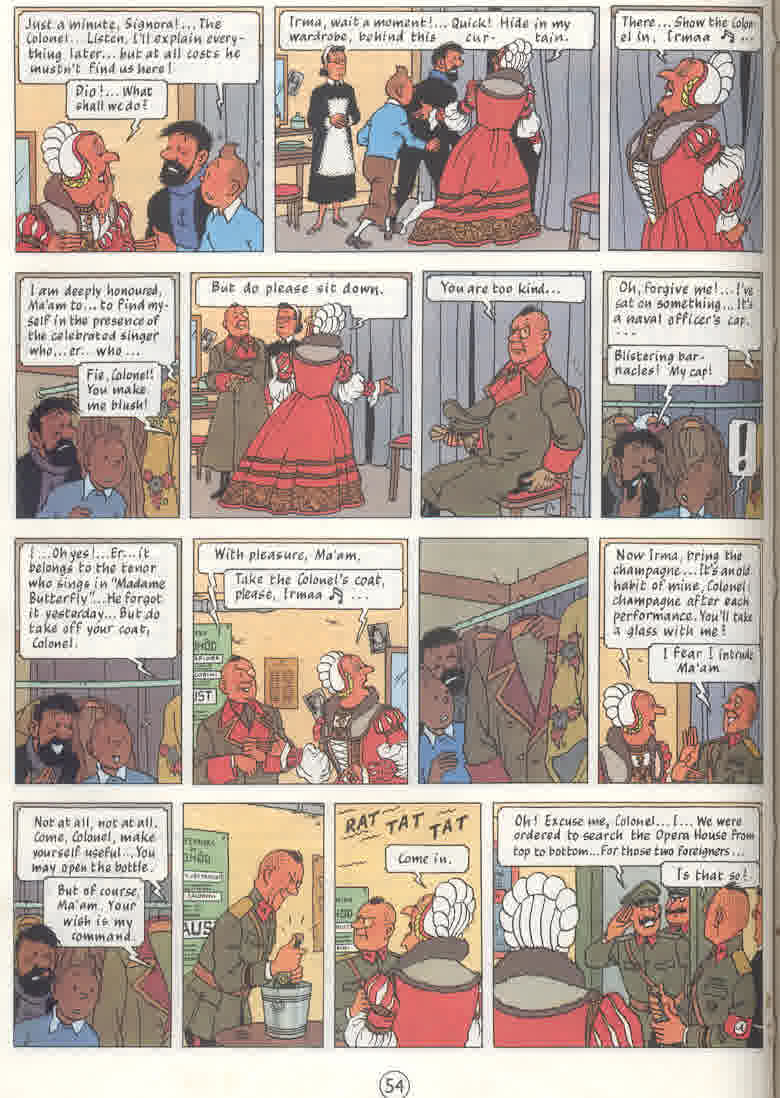 Just a minute, Signora!... The
Colonel... Listen, I'll explain every-
thing later... but at all costs he
mustn't find us here!
Dio!... What
shall we do?
Irma, wait a moment!... Quick! Hide in my
wardrobe, behind this cur- tain.
There... Show the Colon-
el in, Irmaa ♫ ...
I am deeply honoured,
Ma'am to... to find my-
self in the presence of
the celebrated singer
who... er... who ...
Fie, Colonel!
You make
me blush!
But do please sit down.
You are too kind...
Oh, forgive me!... I've
sat on something... It's
a naval officer's cap.
...
Blistering bar-
nacles! My cap!
!
I ... Oh yes!... Er... it
belongs to the tenor
who sings in "Madame
Butterfly"... He forgot
it yesterday... But do
take off your coat,
Colonel.
With pleasure, Ma'am.
Take the Colonel's coat,
please, Irmaa ♫ ...
UST
Now Irma, bring the
champagne... It's an old
habit of mine, Colonel:
champagne after each
performance. You'll take
a glass with me?
I fear I intrude
Ma'am
Not at all, not at all.
Come, Colonel, make
yourself useful... You
may open the bottle.
But of course,
Ma'am. Your
wish is my
command.
AUS
RAT TAT TAT
Come in.
Oh! Excuse me, Colonel... I... We were
ordered to search the Opera House from
top to bottom... For those two foreigners...
Is that so?
54